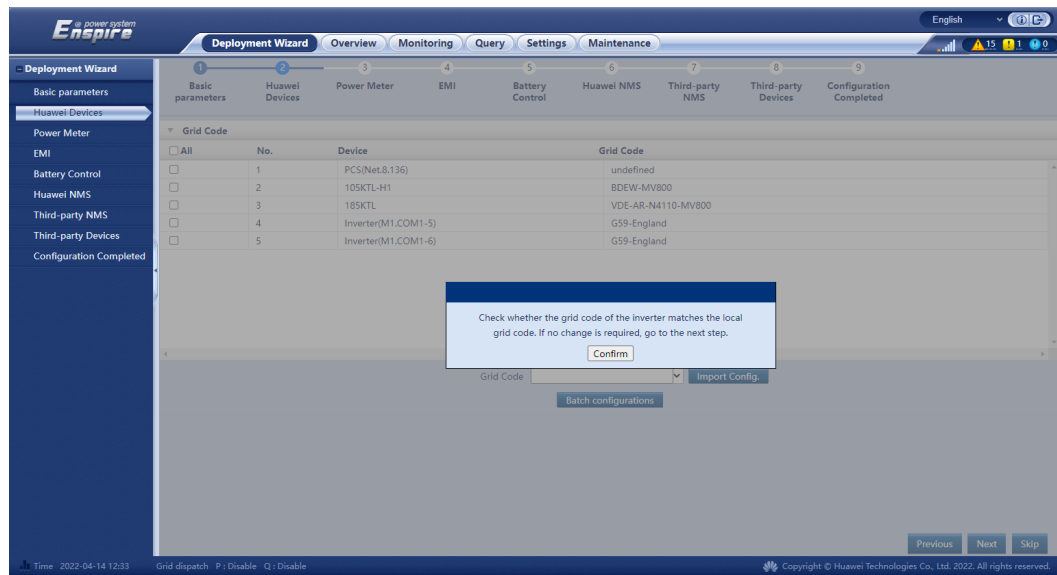 e power system
Enspire
English
Deployment Wizard Overview Monitoring Query Settings Maintenance
15 1 0
Deployment Wizard
Basic parameters
Huawei Devices
Power Meter
EMI
Battery Control
Huawei NMS
Third-party NMS
Third-party Devices
Configuration Completed
1 2 3 4 5 6 7 8 9
Basic parameters
Huawei Devices
Power Meter
EMI
Battery Control
Huawei NMS
Third-party NMS
Third-party Devices
Configuration Completed
Grid Code
All No. Device Grid Code
1 PCS(Net.8.136) undefined
2 105KTL-H1 BDEW-MV800
3 185KTL VDE-AR-N4110-MV800
4 Inverter(M1.COM1-5) G59-England
5 Inverter(M1.COM1-6) G59-England
Check whether the grid code of the inverter matches the local
grid code. If no change is required, go to the next step.
Confirm
Grid Code Import Config.
Batch configurations
Previous Next Skip
Time 2022-04-14 12:33 Grid dispatch P : Disable Q : Disable Copyright © Huawei Technologies Co., Ltd. 2022. All rights reserved.